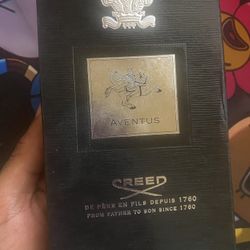 AVENTUS
CREED
DE PÈRE EN FILS DEPUIS 1760
FROM FATHER TO SON SINCE 1760